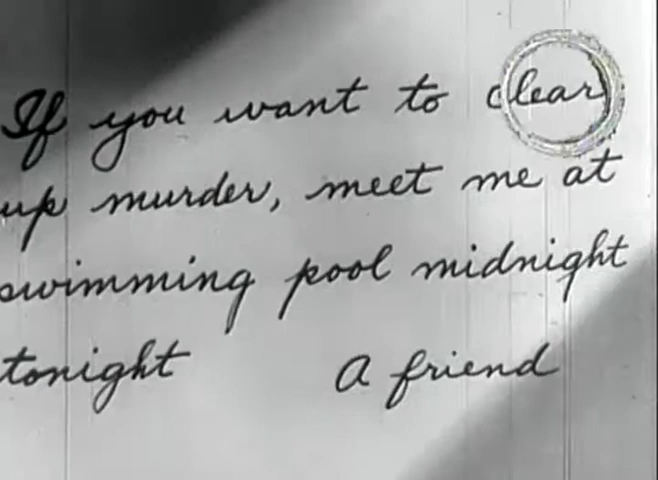 If you want to clear
up murder, meet me at
swimming pool midnight
tonight A friend